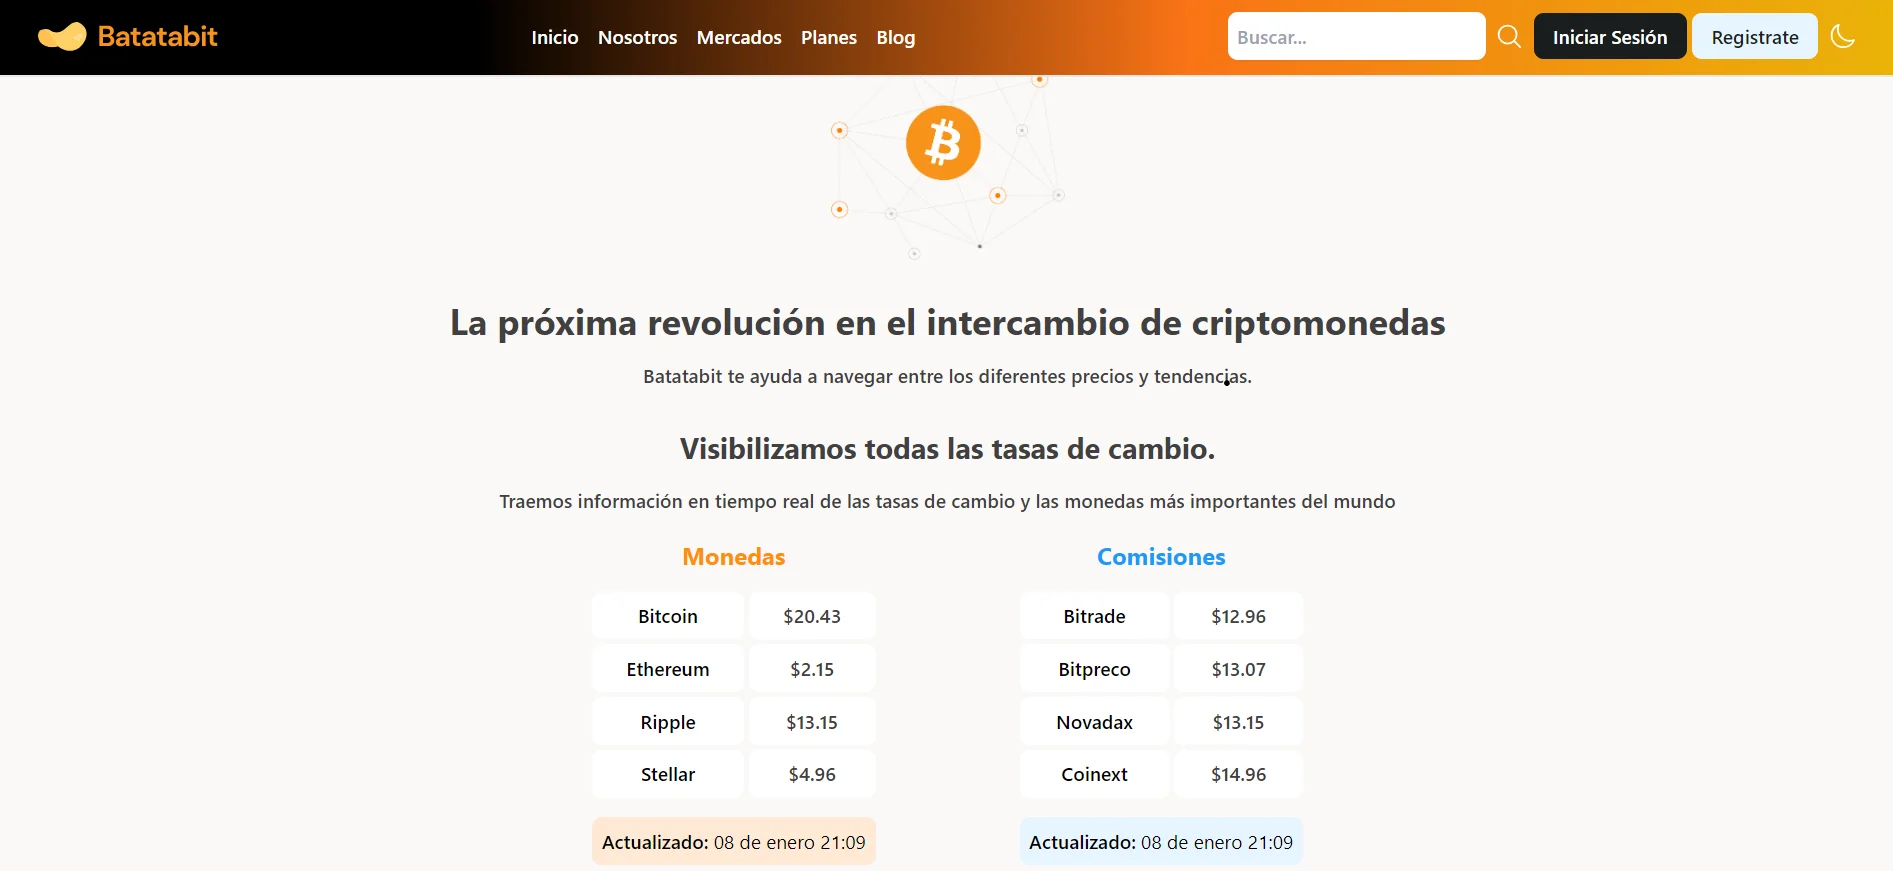 Batatabit
Inicio Nosotros Mercados Planes Blog
Buscar...
Iniciar Sesión
Registrate
La próxima revolución en el intercambio de criptomonedas
Batatabit te ayuda a navegar entre los diferentes precios y tendencias.
Visibilizamos todas las tasas de cambio.
Traemos información en tiempo real de las tasas de cambio y las monedas más importantes del mundo
Monedas
Bitcoin $20.43
Ethereum $2.15
Ripple $13.15
Stellar $4.96
Actualizado: 08 de enero 21:09
Comisiones
Bitrade $12.96
Bitpreco $13.07
Novadax $13.15
Coinext $14.96
Actualizado: 08 de enero 21:09